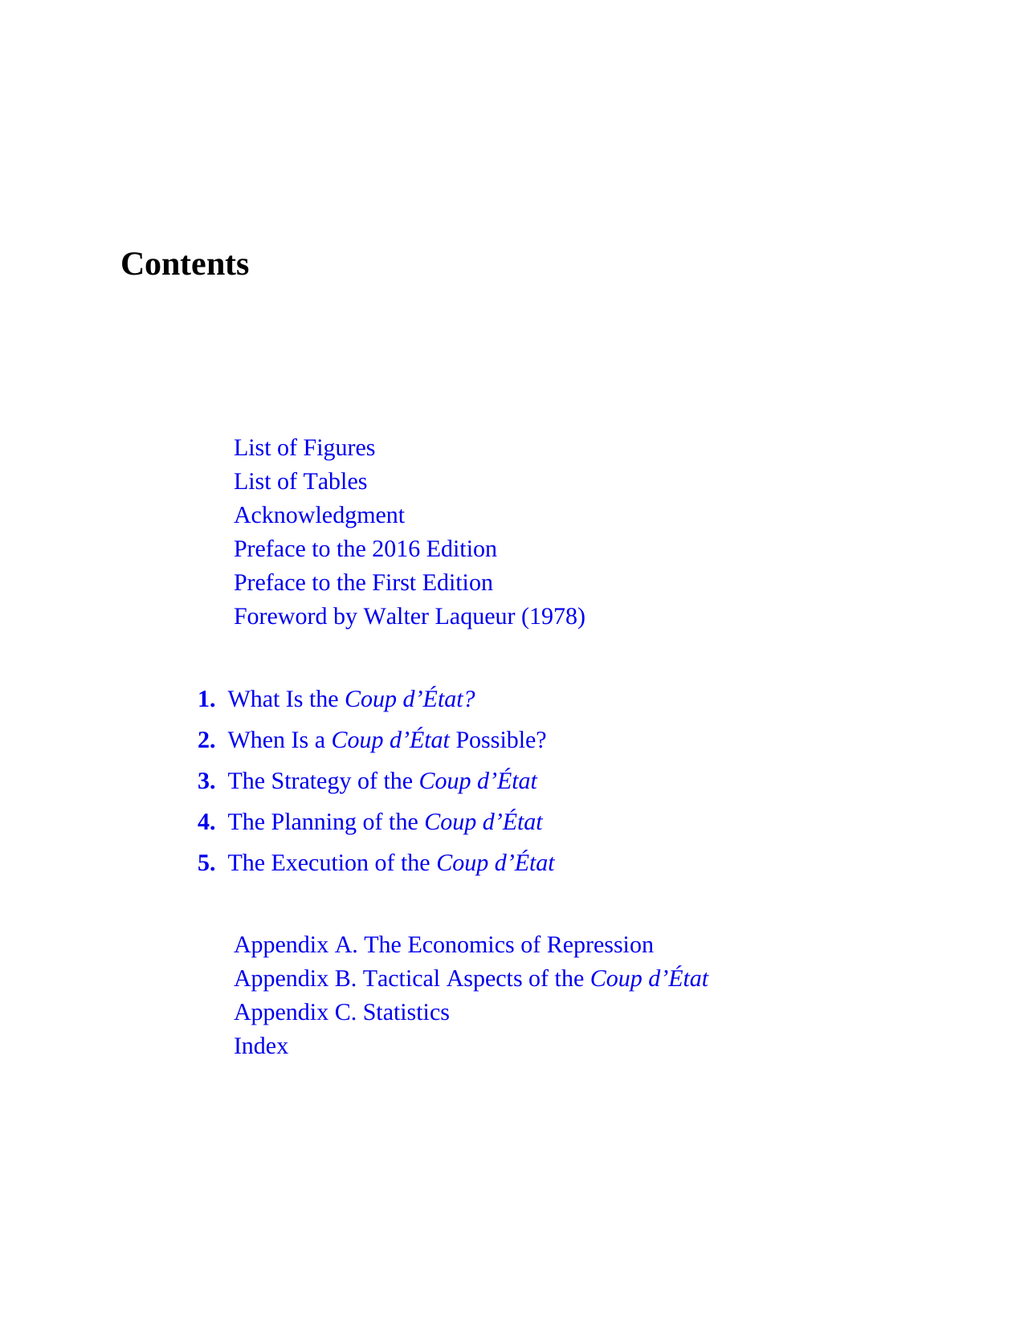 Contents
List of Figures
List of Tables
Acknowledgment
Preface to the 2016 Edition
Preface to the First Edition
Foreword by Walter Laqueur (1978)
1. What Is the Coup d’État?
2. When Is a Coup d’État Possible?
3. The Strategy of the Coup d’État
4. The Planning of the Coup d’État
5. The Execution of the Coup d’État
Appendix A. The Economics of Repression
Appendix B. Tactical Aspects of the Coup d’État
Appendix C. Statistics
Index